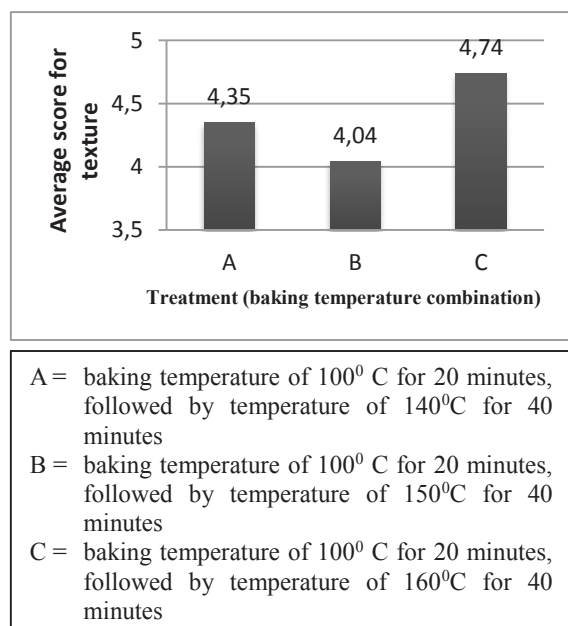 5
4,74
4,5
4,35
4,04
4
3,5
Average score for
texture
A
B
C
Treatment (baking temperature combination)
A = baking temperature of 100⁰ C for 20 minutes,
followed by temperature of 140⁰C for 40
minutes
B = baking temperature of 100⁰ C for 20 minutes,
followed by temperature of 150⁰C for 40
minutes
C = baking temperature of 100⁰ C for 20 minutes,
followed by temperature of 160⁰C for 40
minutes